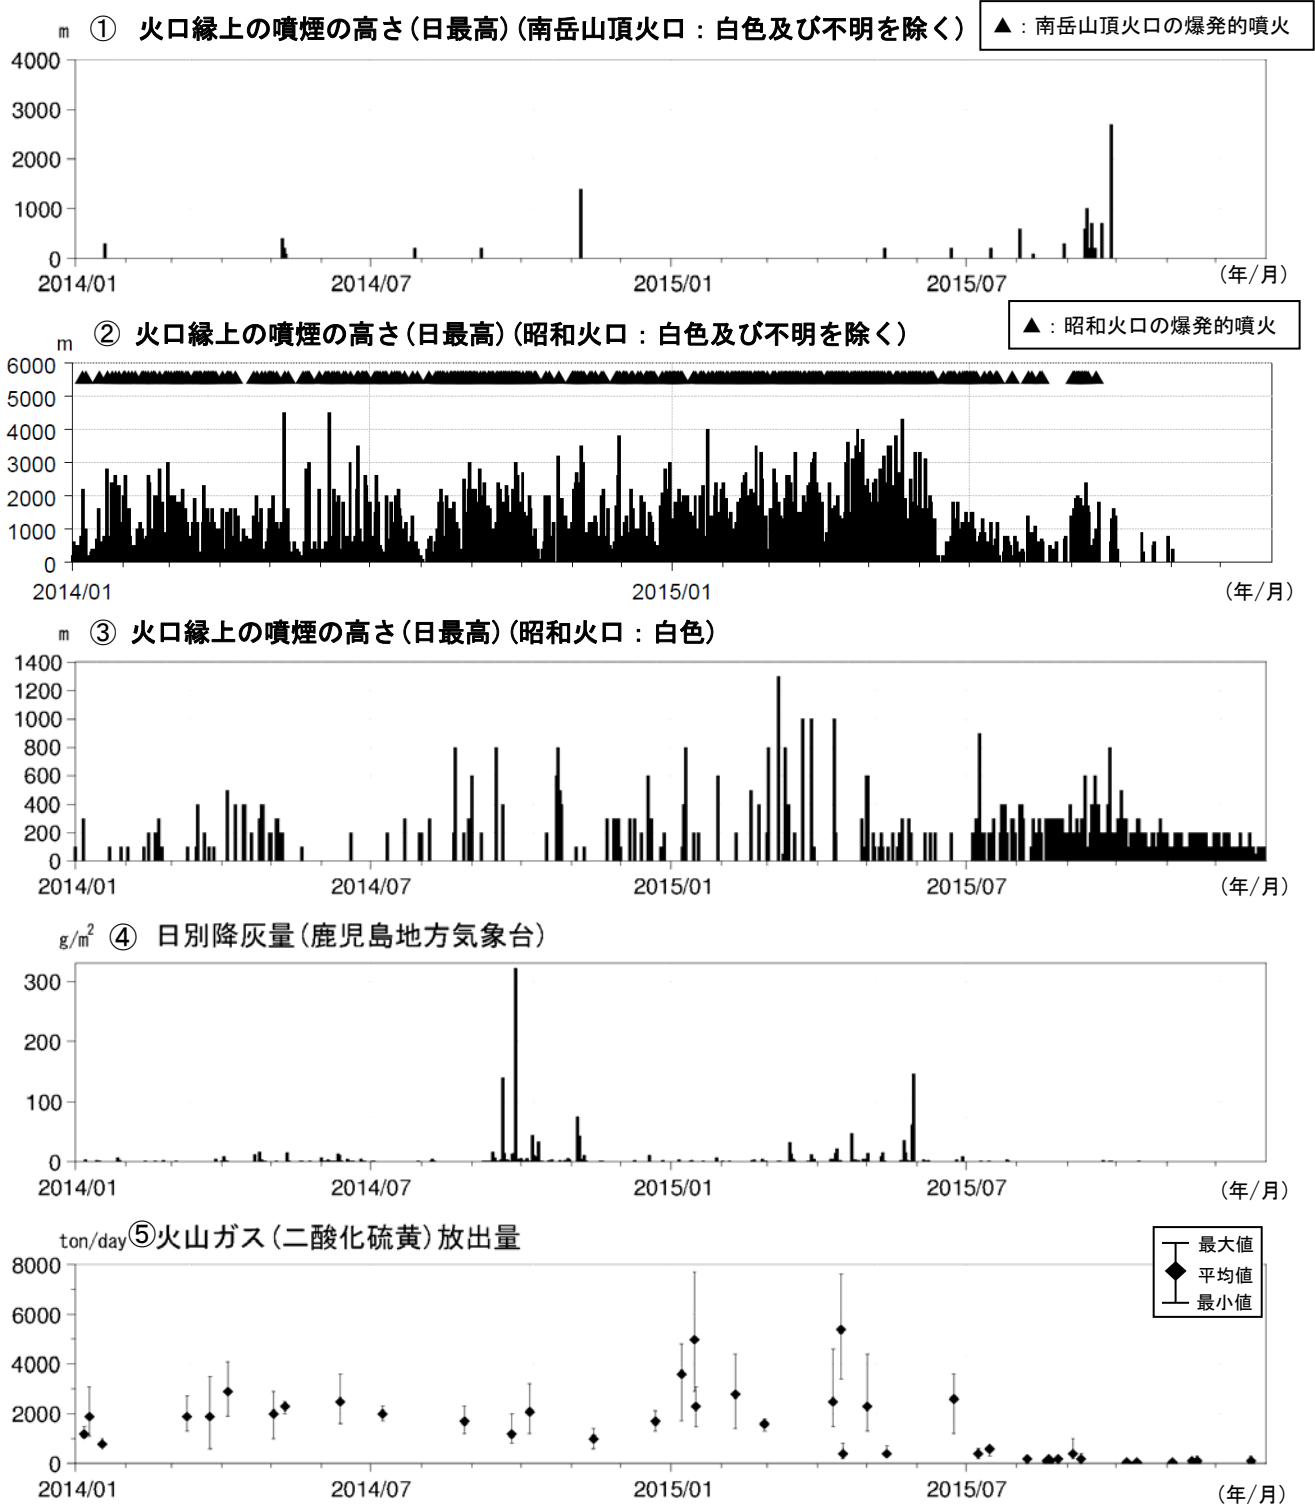 m ① 火口縁上の噴煙の高さ(日最高)(南岳山頂火口：白色及び不明を除く)
▲：南岳山頂火口の爆発的噴火
4000
3000
2000
1000
0
2014/01 2014/07 2015/01 2015/07 (年/月)
m ② 火口縁上の噴煙の高さ(日最高)(昭和火口：白色及び不明を除く)
▲：昭和火口の爆発的噴火
6000
5000
4000
3000
2000
1000
0
2014/01 2015/01 (年/月)
m ③ 火口縁上の噴煙の高さ(日最高)(昭和火口：白色)
1400
1200
1000
800
600
400
200
0
2014/01 2014/07 2015/01 2015/07 (年/月)
g/㎡ ④ 日別降灰量(鹿児島地方気象台)
300
200
100
0
2014/01 2014/07 2015/01 2015/07 (年/月)
ton/day⑤火山ガス(二酸化硫黄)放出量
最大値
平均値
最小値
8000
6000
4000
2000
0
2014/01 2014/07 2015/01 2015/07 (年/月)